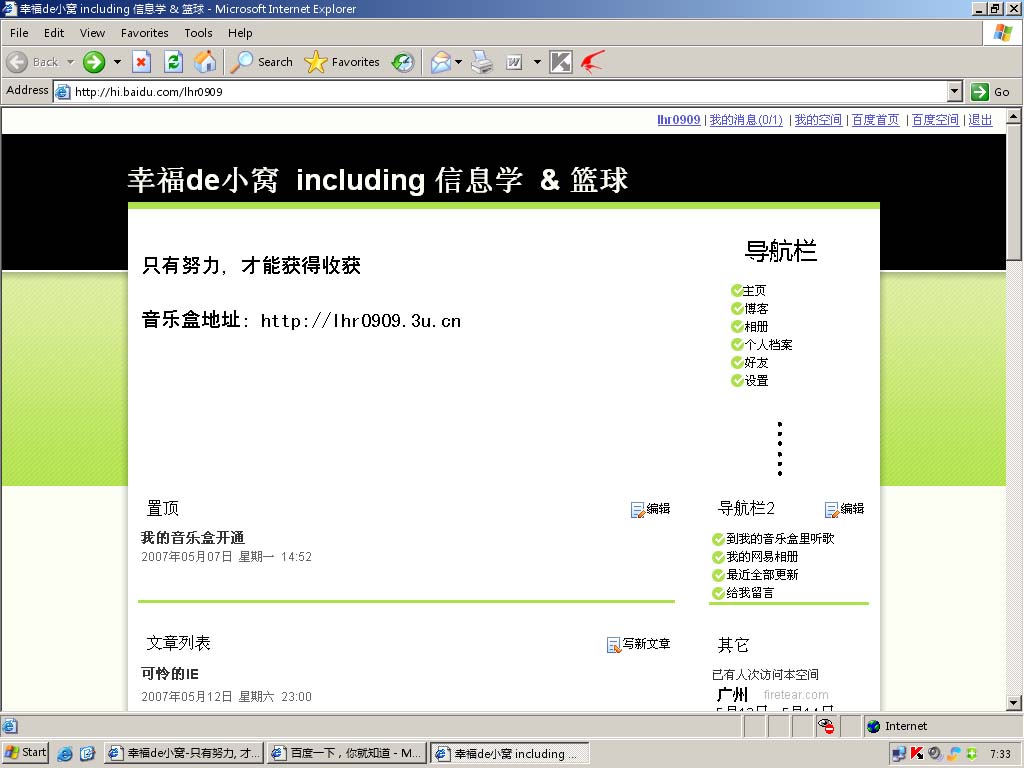 幸福de小窝 including 信息学 & 篮球 - Microsoft Internet Explorer
File Edit View Favorites Tools Help
Back Search Favorites
Address http://hi.baidu.com/lhr0909 Go
lhr0909 | 我的消息(0/1) | 我的空间 | 百度首页 | 百度空间 | 退出
幸福de小窝 including 信息学 & 篮球
只有努力, 才能获得收获
音乐盒地址: http://lhr0909.3u.cn
导航栏
主页
博客
相册
个人档案
好友
设置
置顶
编辑
我的音乐盒开通
2007年05月07日 星期一 14:52
导航栏2
编辑
到我的音乐盒里听歌
我的网易相册
最近全部更新
给我留言
文章列表
写新文章
可怜的IE
2007年05月12日 星期六 23:00
其它
已有人次访问本空间
广州 firetear.com
Internet
Start 幸福de小窝-只有努力, 才... 百度一下，你就知道 - M... 幸福de小窝 including ... 7:33